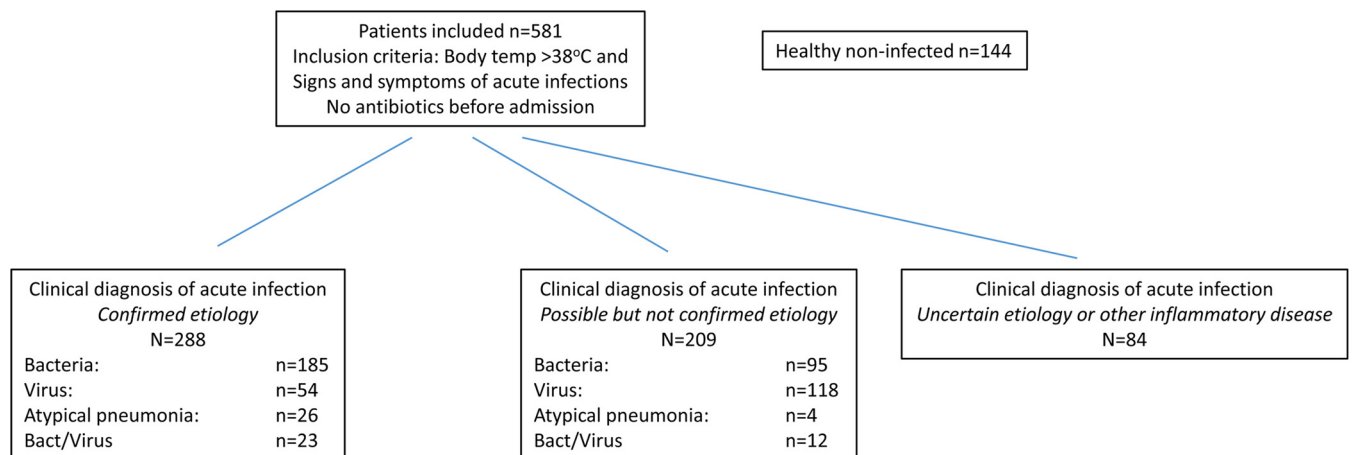 Patients included n=581
Inclusion criteria: Body temp >38ºC and
Signs and symptoms of acute infections
No antibiotics before admission
Healthy non-infected n=144
Clinical diagnosis of acute infection
Confirmed etiology
N=288
Bacteria: n=185
Virus: n=54
Atypical pneumonia: n=26
Bact/Virus n=23
Clinical diagnosis of acute infection
Possible but not confirmed etiology
N=209
Bacteria: n=95
Virus: n=118
Atypical pneumonia: n=4
Bact/Virus n=12
Clinical diagnosis of acute infection
Uncertain etiology or other inflammatory disease
N=84